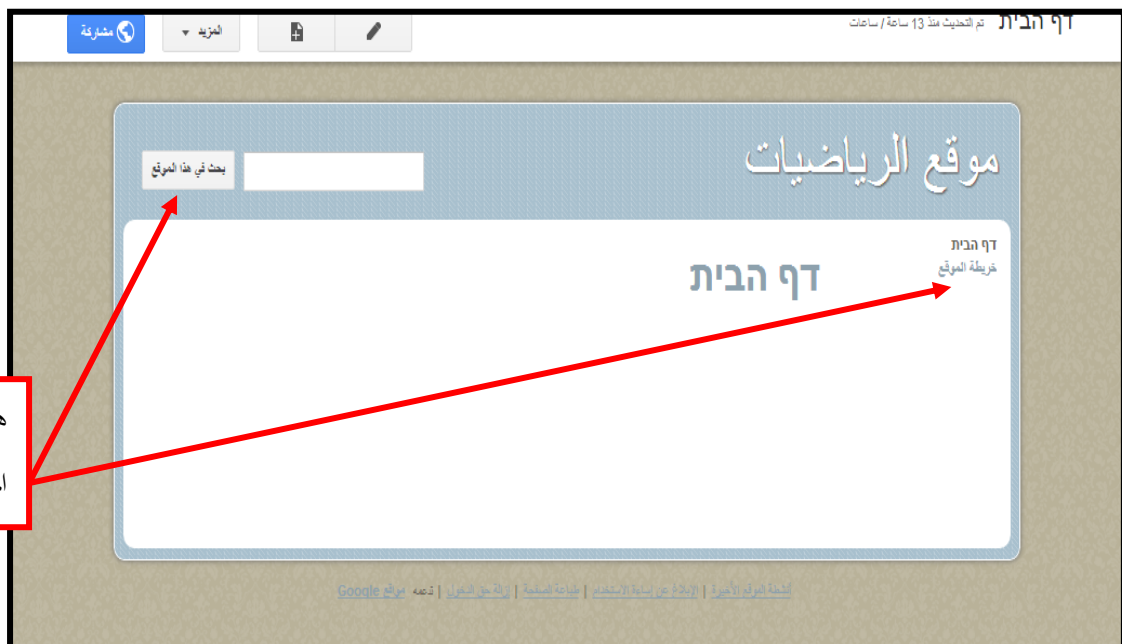 דף הבית تم التحديث منذ 13 ساعة / ساعات
المزيد
مشاركة
موقع الرياضيات
بحث في هذا الموقع
דף הבית
خريطة الموقع
דף הבית
أنشطة الموقع الأخيرة | الإبلاغ عن إساءة الاستخدام | طباعة الصفحة | إزالة حق الدخول | تدعمه مواقع Google